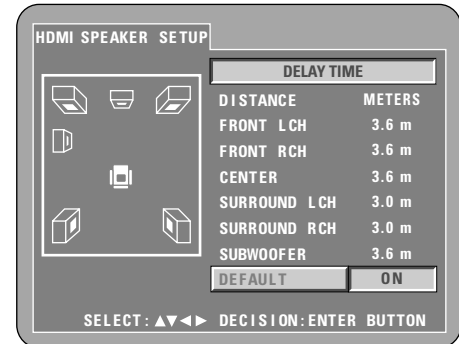 HDMI SPEAKER SETUP
DELAY TIME
DISTANCE METERS
FRONT LCH 3.6 m
FRONT RCH 3.6 m
CENTER 3.6 m
SURROUND LCH 3.0 m
SURROUND RCH 3.0 m
SUBWOOFER 3.6 m
DEFAULT ON
SELECT: ▲▼◄► DECISION:ENTER BUTTON